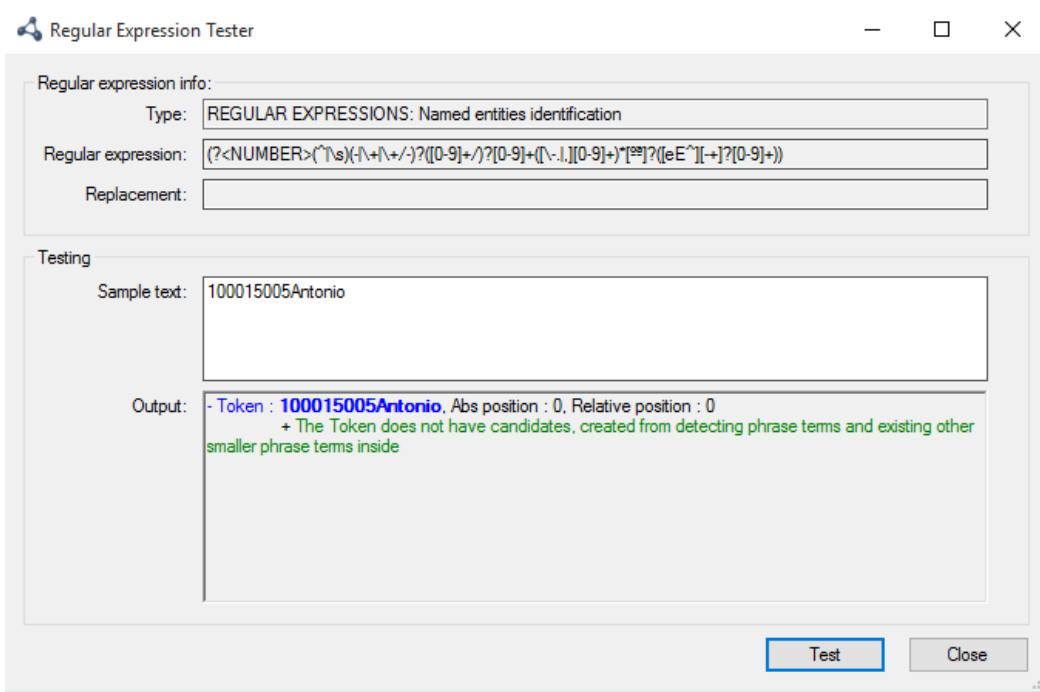 Regular Expression Tester
Regular expression info:
Type: REGULAR EXPRESSIONS: Named entities identification
Regular expression: (?<NUMBER>(^|\s)(-|\+|\+/-)?([0-9]+/)?[0-9]+([\-.|,][0-9]+)*[ºª]?([eE^][-+]?[0-9]+))
Replacement:
Testing
Sample text: 100015005Antonio
Output: - Token : 100015005Antonio, Abs position : 0, Relative position : 0
+ The Token does not have candidates, created from detecting phrase terms and existing other
smaller phrase terms inside
Test Close